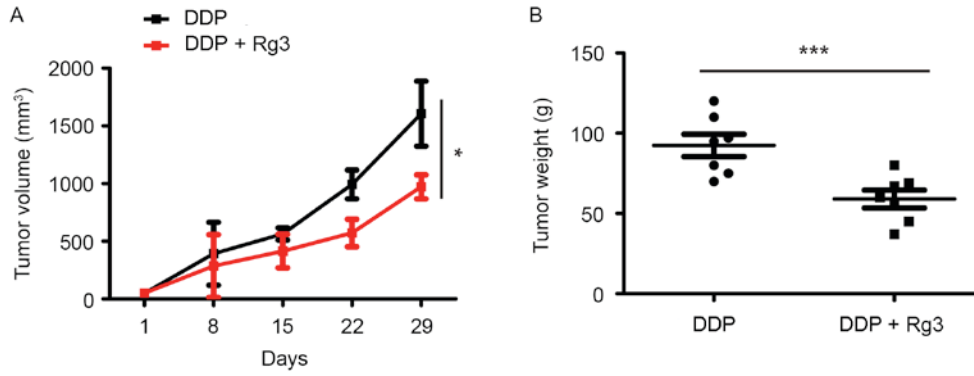 A
DDP
DDP + Rg3
Tumor volume (mm³)
2000
1500
1000
500
0
*
1 8 15 22 29
Days
B
Tumor weight (g)
150
100
50
0
***
DDP DDP + Rg3